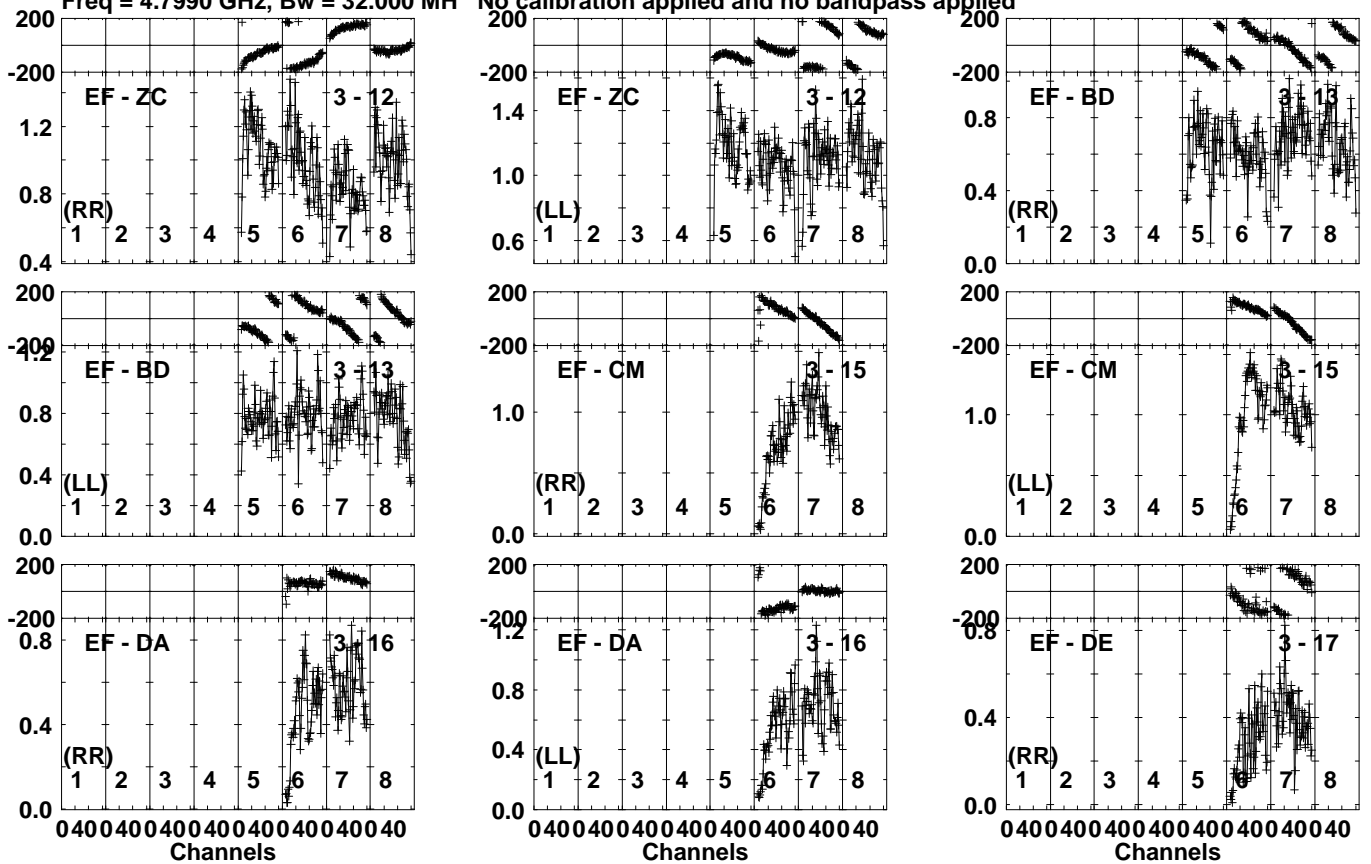 Freq = 4.7990 GHz, Bw = 32.000 MH No calibration applied and no bandpass applied
200 200 200
-200 -200 -200
EF - ZC 3 - 12 EF - ZC 3 - 12 EF - BD 3 - 13
1.2 1.4 0.8
0.8 1.0 0.4
0.4 0.6 0.0
(RR) (LL) (RR)
1 2 3 4 5 6 7 8 1 2 3 4 5 6 7 8 1 2 3 4 5 6 7 8
200 200 200
-200 -200 -200
1.2
EF - BD 3 - 13 EF - CM 3 - 15 EF - CM 3 - 15
0.8 1.0 1.0
0.4
(LL) (RR) (LL)
1 2 3 4 5 6 7 8 1 2 3 4 5 6 7 8 1 2 3 4 5 6 7 8
0.0 0.0 0.0
200 200 200
-200 -200 -200
0.8 1.2 0.8
EF - DA 3 - 16 EF - DA 3 - 16 EF - DE 3 - 17
0.8
0.4 0.4 0.4
(RR) (LL) (RR)
1 2 3 4 5 6 7 8 1 2 3 4 5 6 7 8 1 2 3 4 5 6 7 8
0.0 0.0 0.0
0 40 0 40 0 40 0 40 0 40 0 40 0 40 0 40 0 40 0 40 0 40 0 40 0 40 0 40 0 40 0 40 0 40 0 40 0 40 0 40 0 40 0 40 0 40 0 40
Channels Channels Channels